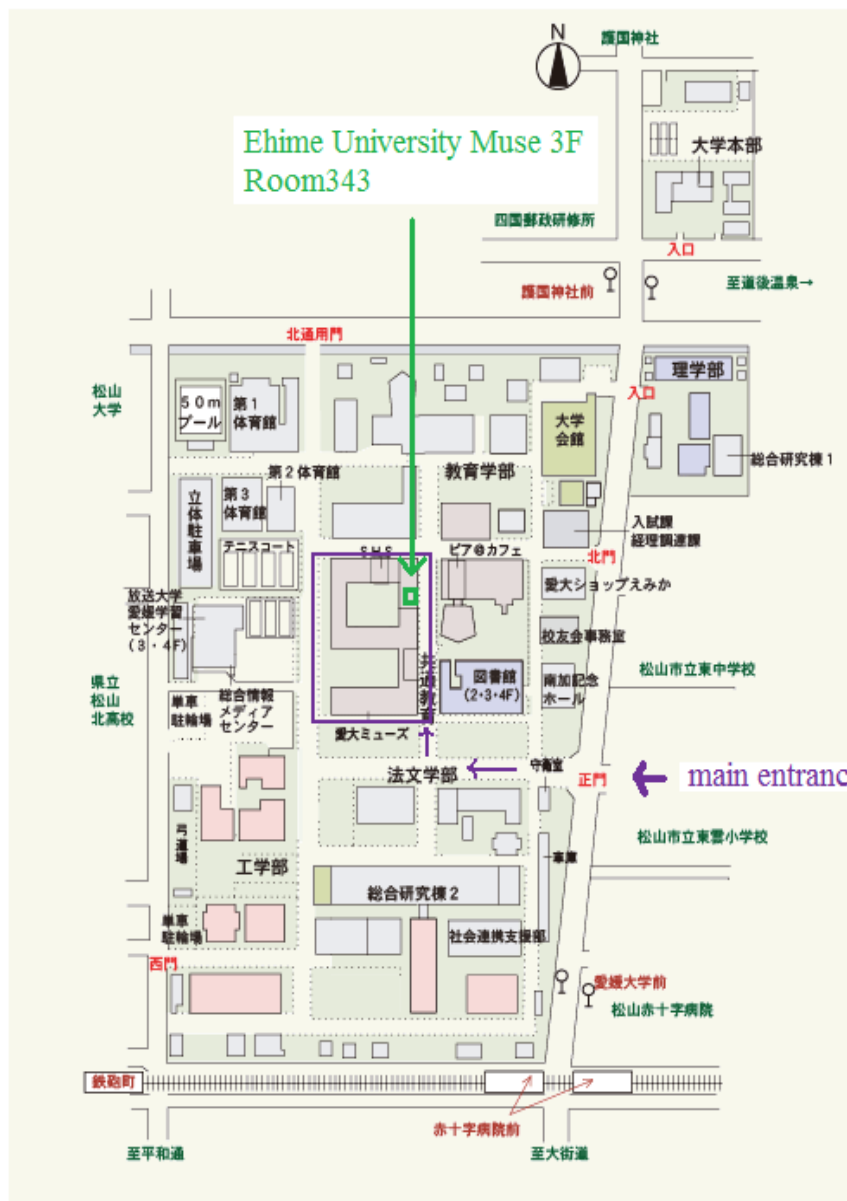 N
護国神社
大学本部
Ehime University Muse 3F
Room343
四国郵政研修所
入口
護国神社前
至道後温泉→
北通用門
理学部
松山
大学
50m
プール
第1
体育館
入口
大学
会館
総合研究棟1
教育学部
第2体育館
立体駐車場
第3
体育館
入試課
経理調達課
テニスコート
SHS
ピア@カフェ
北門
愛大ショップえみか
放送大学
愛媛学習
センター
(3・4F)
校友会事務室
共通教育
図書館
(2・3・4F)
南加記念
ホール
松山市立東中学校
県立
松山
北高校
単車
駐輪場
総合情報
メディア
センター
愛大ミューズ
法文学部
守衛室
正門
main entranc
弓道場
工学部
車庫
松山市立東雲小学校
総合研究棟2
単車
駐輪場
社会連携支援部
西門
愛媛大学前
松山赤十字病院
鉄砲町
赤十字病院前
至平和通
至大街道